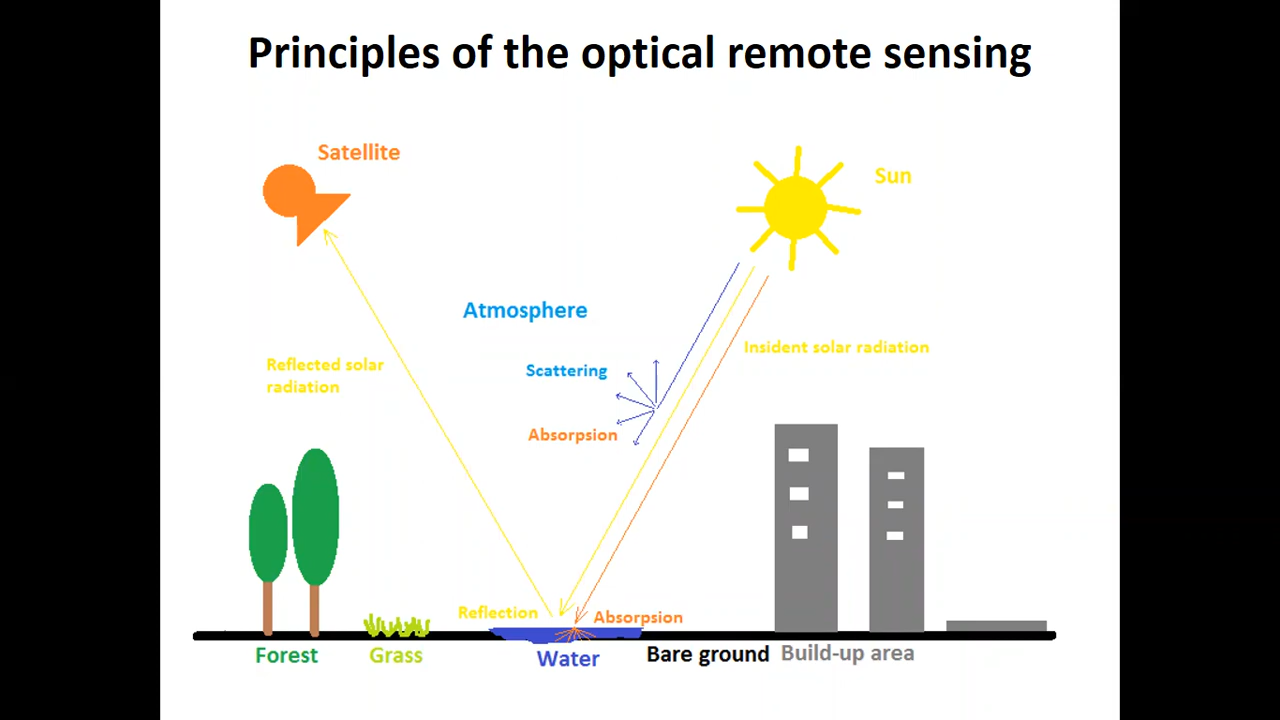 Principles of the optical remote sensing
Satellite
Sun
Atmosphere
Insident solar radiation
Reflected solar
radiation
Scattering
Absorpsion
Reflection
Absorpsion
Forest
Grass
Water
Bare ground
Build-up area